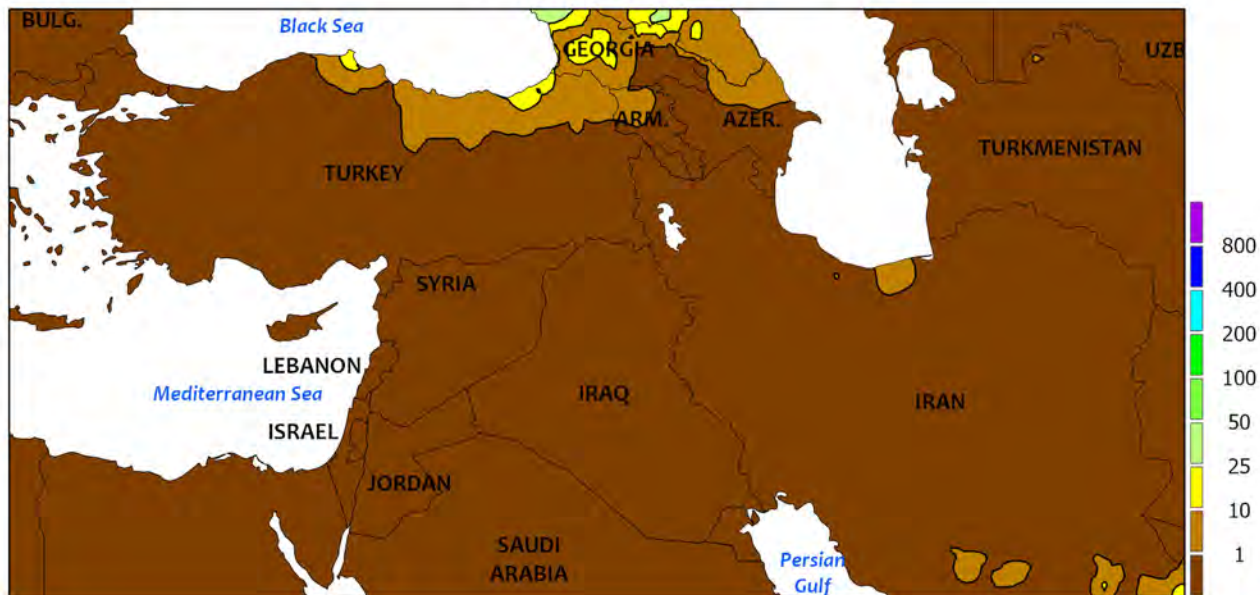 BULG.
Black Sea
GEORGIA
UZB
ARM.
AZER.
TURKMENISTAN
TURKEY
SYRIA
LEBANON
Mediterranean Sea
ISRAEL
IRAQ
IRAN
JORDAN
SAUDI
ARABIA
Persian
Gulf
800
400
200
100
50
25
10
1